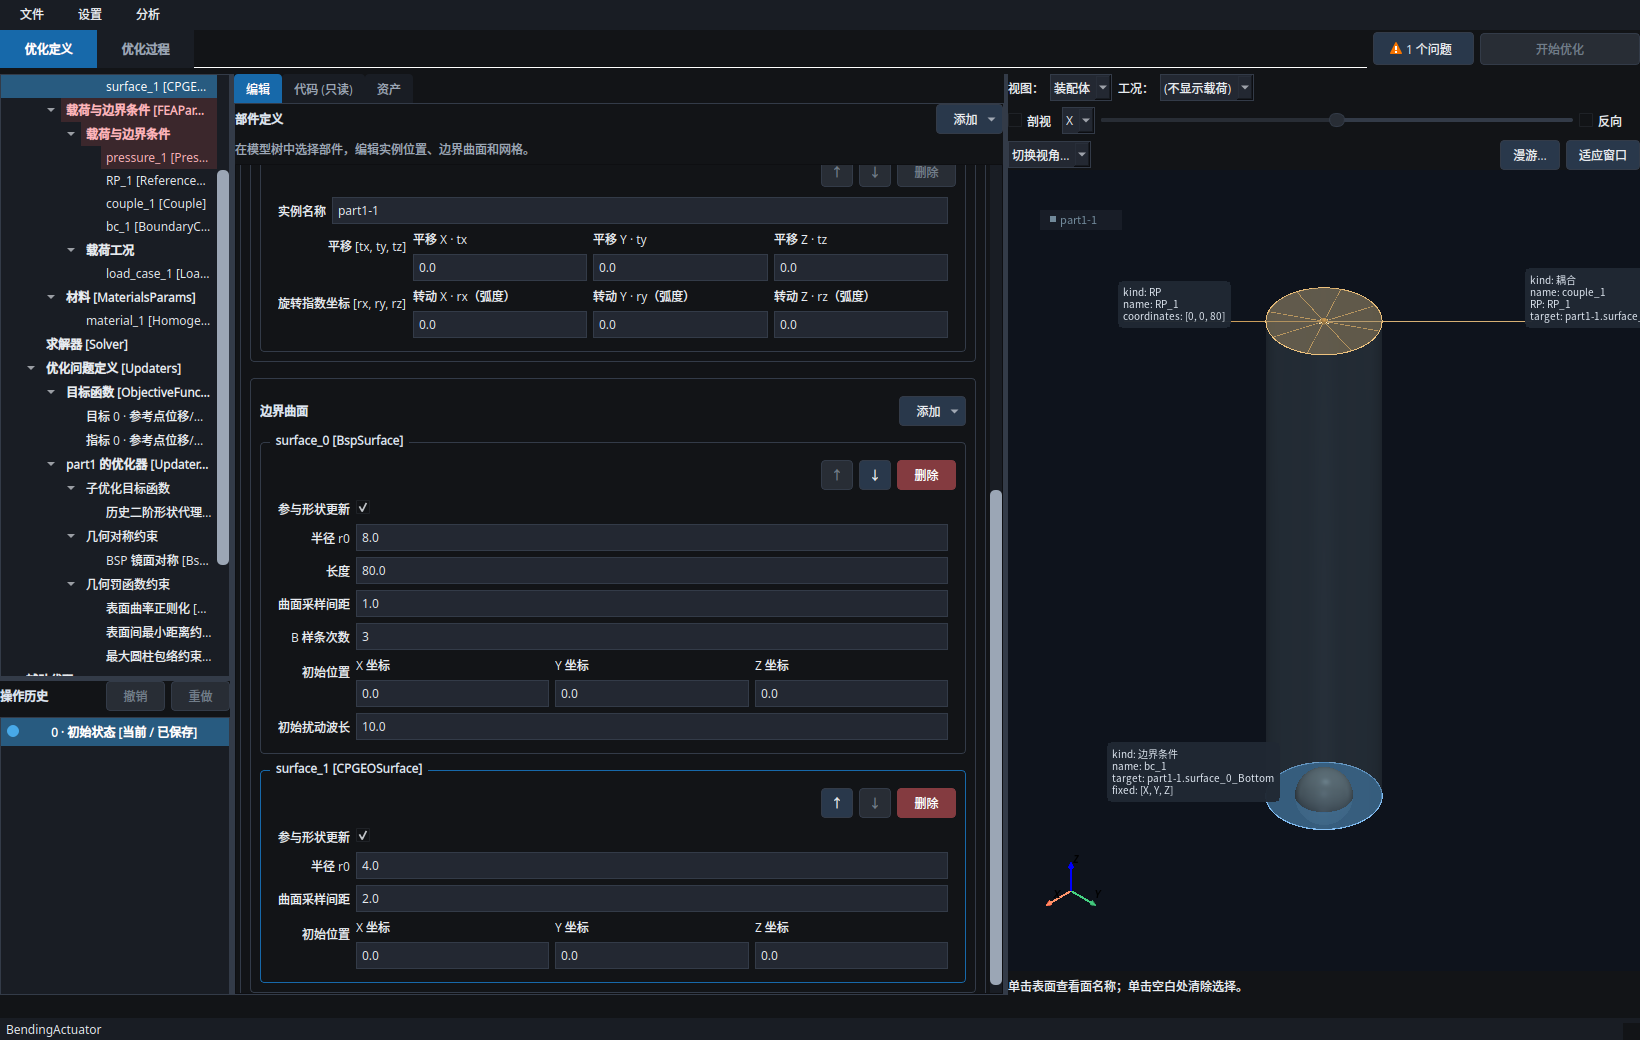 文件 设置 分析
优化定义 优化过程 1 个问题 开始优化
surface_1 [CPGE...
载荷与边界条件 [FEAPar...
载荷与边界条件
pressure_1 [Pres...
RP_1 [Reference...
couple_1 [Couple]
bc_1 [BoundaryC...
载荷工况
load_case_1 [Loa...
材料 [MaterialsParams]
material_1 [Homoge...
求解器 [Solver]
优化问题定义 [Updaters]
目标函数 [ObjectiveFunc...
目标 0 · 参考点位移/...
指标 0 · 参考点位移/...
part1 的优化器 [Updater...
子优化目标函数
历史二阶形状代理...
几何对称约束
BSP 镜面对称 [Bs...
几何罚函数约束
表面曲率正则化 [...
表面间最小距离约...
最大圆柱包络约束...
操作历史 撤销 重做
0 · 初始状态 [当前 / 已保存]
编辑 代码 (只读) 资产
部件定义 添加
在模型树中选择部件，编辑实例位置、边界曲面和网格。
↑ ↓ 删除
实例名称 part1-1
平移 [tx, ty, tz]
平移 X · tx 平移 Y · ty 平移 Z · tz
0.0 0.0 0.0
旋转指数坐标 [rx, ry, rz]
转动 X · rx（弧度） 转动 Y · ry（弧度） 转动 Z · rz（弧度）
0.0 0.0 0.0
边界曲面 添加
surface_0 [BspSurface]
↑ ↓ 删除
参与形状更新 ✓
半径 r0 8.0
长度 80.0
曲面采样间距 1.0
B 样条次数 3
初始位置
X 坐标 Y 坐标 Z 坐标
0.0 0.0 0.0
初始扰动波长 10.0
surface_1 [CPGEOSurface]
↑ ↓ 删除
参与形状更新 ✓
半径 r0 4.0
曲面采样间距 2.0
初始位置
X 坐标 Y 坐标 Z 坐标
0.0 0.0 0.0
视图： 装配体 工况： (不显示载荷)
剖视 X 反向
切换视角... 漫游... 适应窗口
part1-1
kind: RP
name: RP_1
coordinates: [0, 0, 80]
kind: 耦合
name: couple_1
RP: RP_1
target: part1-1.surface_
kind: 边界条件
name: bc_1
target: part1-1.surface_0_Bottom
fixed: [X, Y, Z]
Z
单击表面查看面名称；单击空白处清除选择。
BendingActuator